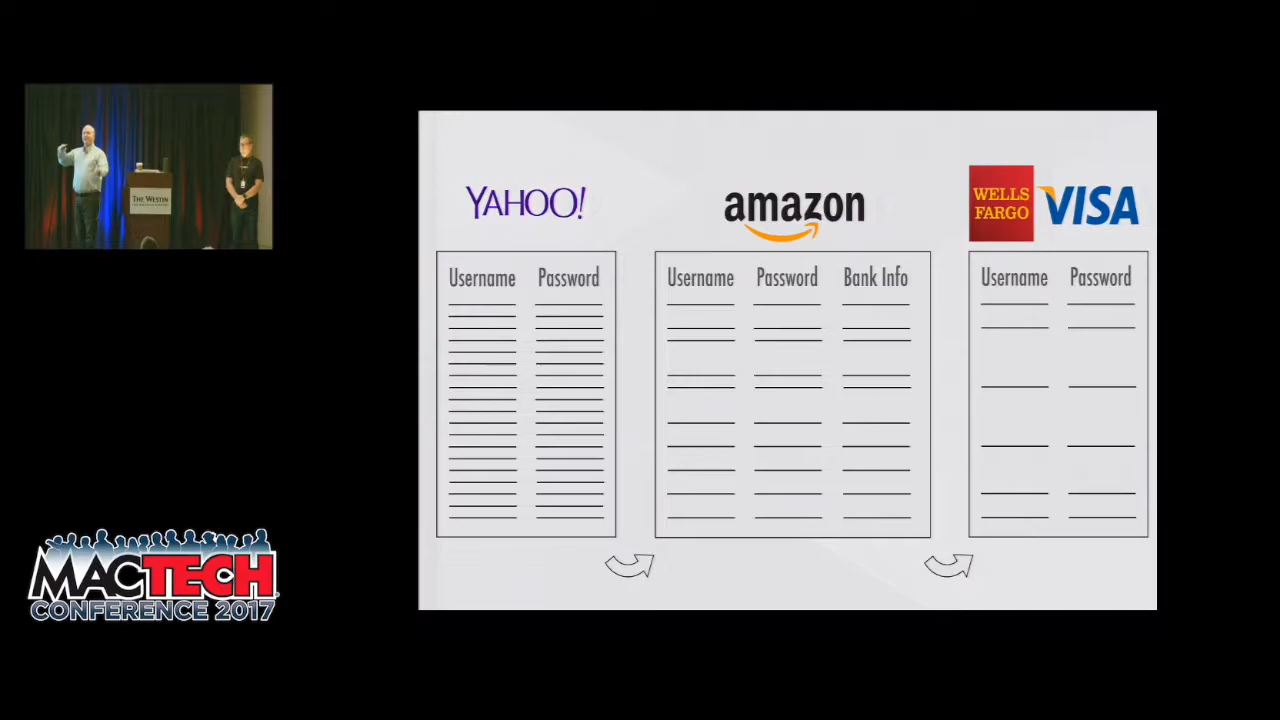 YAHOO!
amazon
WELLS
FARGO
VISA
Username Password
Username Password Bank Info
Username Password
THE WESTIN
MACTECH
CONFERENCE 2017